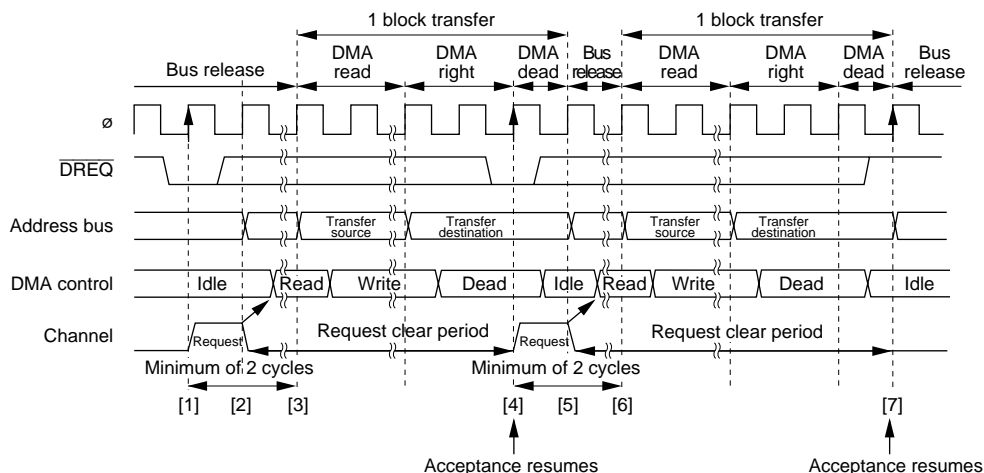 1 block transfer 1 block transfer
Bus release DMA read DMA right DMA dead Bus release DMA read DMA right DMA dead Bus release
ø
DREQ
Address bus Transfer source Transfer destination Transfer source Transfer destination
DMA control Idle Read Write Dead Idle Read Write Dead Idle
Channel Request Request clear period Request Request clear period
Minimum of 2 cycles Minimum of 2 cycles
[1] [2] [3] [4] [5] [6] [7]
Acceptance resumes Acceptance resumes